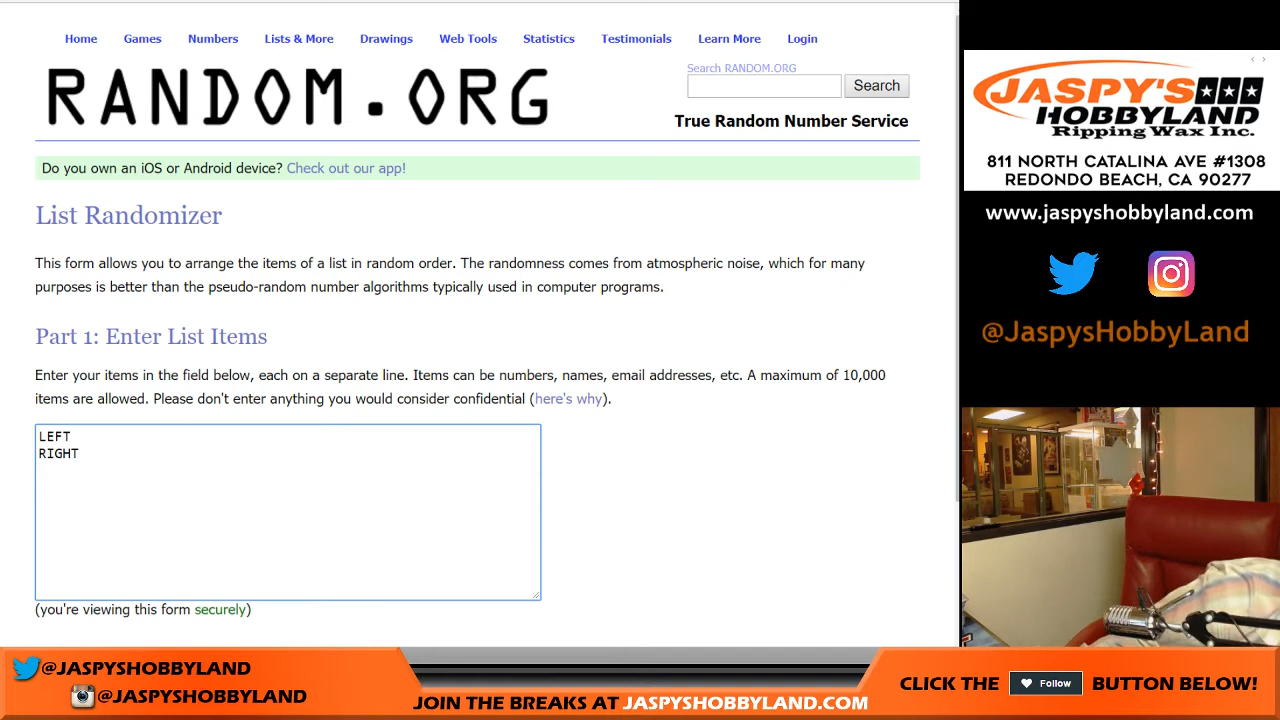 Home Games Numbers Lists & More Drawings Web Tools Statistics Testimonials Learn More Login
RANDOM.ORG
Search RANDOM.ORG
Search
True Random Number Service
Do you own an iOS or Android device? Check out our app!
List Randomizer
This form allows you to arrange the items of a list in random order. The randomness comes from atmospheric noise, which for many
purposes is better than the pseudo-random number algorithms typically used in computer programs.
Part 1: Enter List Items
Enter your items in the field below, each on a separate line. Items can be numbers, names, email addresses, etc. A maximum of 10,000
items are allowed. Please don't enter anything you would consider confidential (here's why).
LEFT
RIGHT
(you're viewing this form securely)
JASPY'S
HOBBYLAND
Ripping Wax Inc.
811 NORTH CATALINA AVE #1308
REDONDO BEACH, CA 90277
www.jaspyshobbyland.com
@JaspysHobbyLand
@JASPYSHOBBYLAND
@JASPYSHOBBYLAND
JOIN THE BREAKS AT JASPYSHOBBYLAND.COM
CLICK THE Follow BUTTON BELOW!